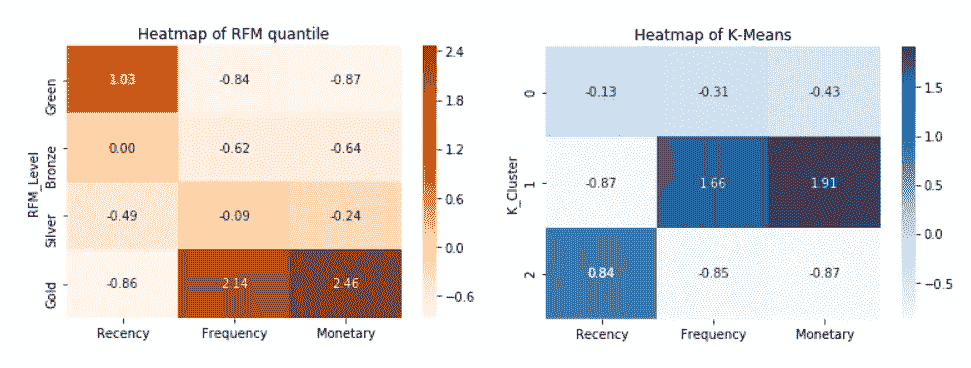 Heatmap of RFM quantile
RFM_Level
Green
1.03 -0.84 -0.87
Bronze
0.00 -0.62 -0.64
Silver
-0.49 -0.09 -0.24
Gold
-0.86 2.14 2.46
Recency Frequency Monetary
2.4
1.8
1.2
0.6
0.0
-0.6
Heatmap of K-Means
K_Cluster
0
-0.13 -0.31 -0.43
1
-0.87 1.66 1.91
2
0.84 -0.85 -0.87
Recency Frequency Monetary
1.5
1.0
0.5
0.0
-0.5